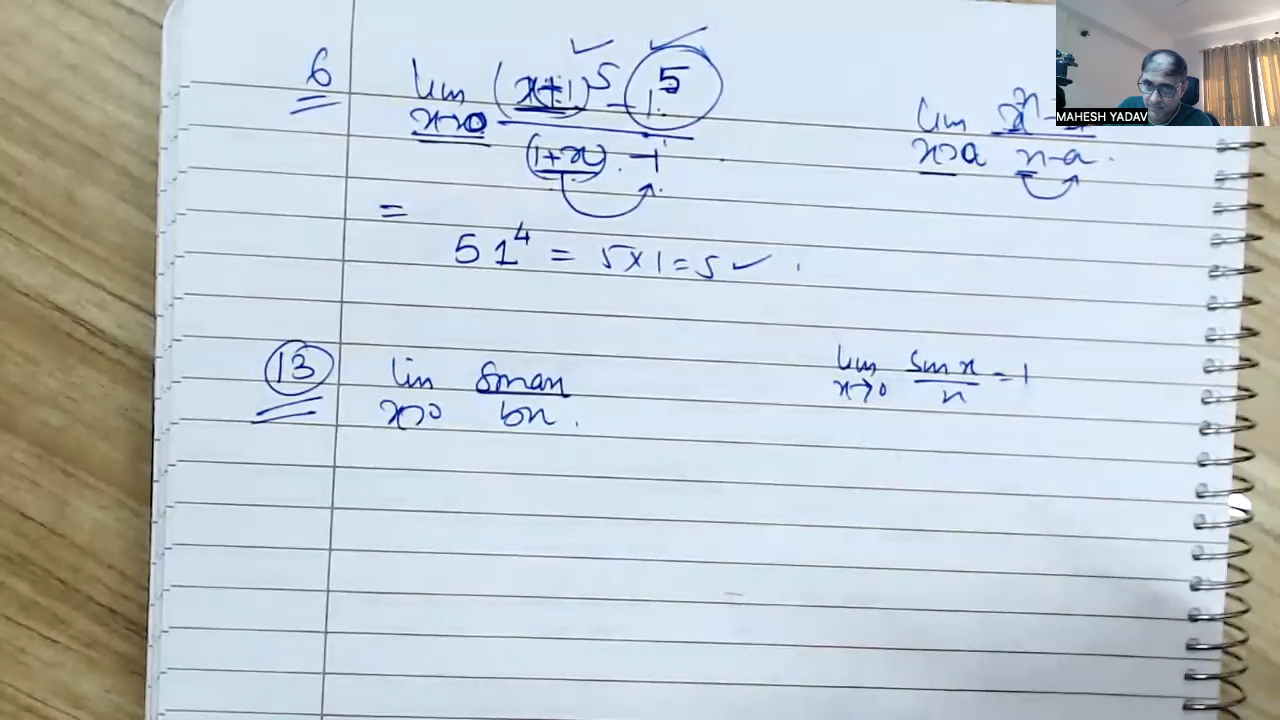 6 lim x→0 ((x+1)^5 - 1^5) / ((1+x) - 1)
lim x→a (x^n - ) / (x-a)
=
5 1^4 = 5×1=5 ✓
13 lim x→0 sin ax / bx
lim x→0 sin x / x = 1
MAHESH YADAV